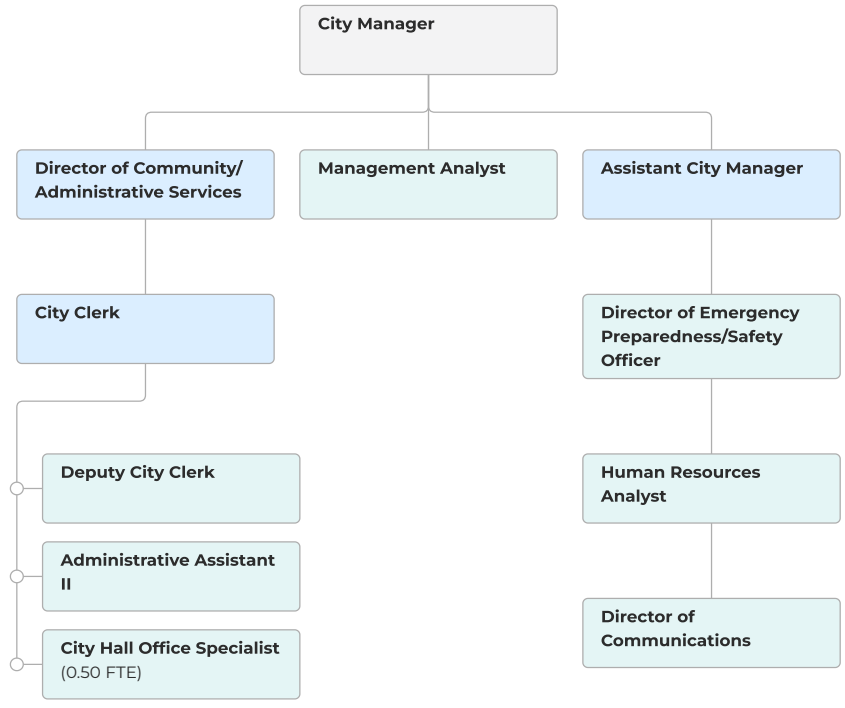 City Manager
Director of Community/
Administrative Services
Management Analyst
Assistant City Manager
City Clerk
Director of Emergency
Preparedness/Safety
Officer
Deputy City Clerk
Human Resources
Analyst
Administrative Assistant
II
Director of
Communications
City Hall Office Specialist
(0.50 FTE)